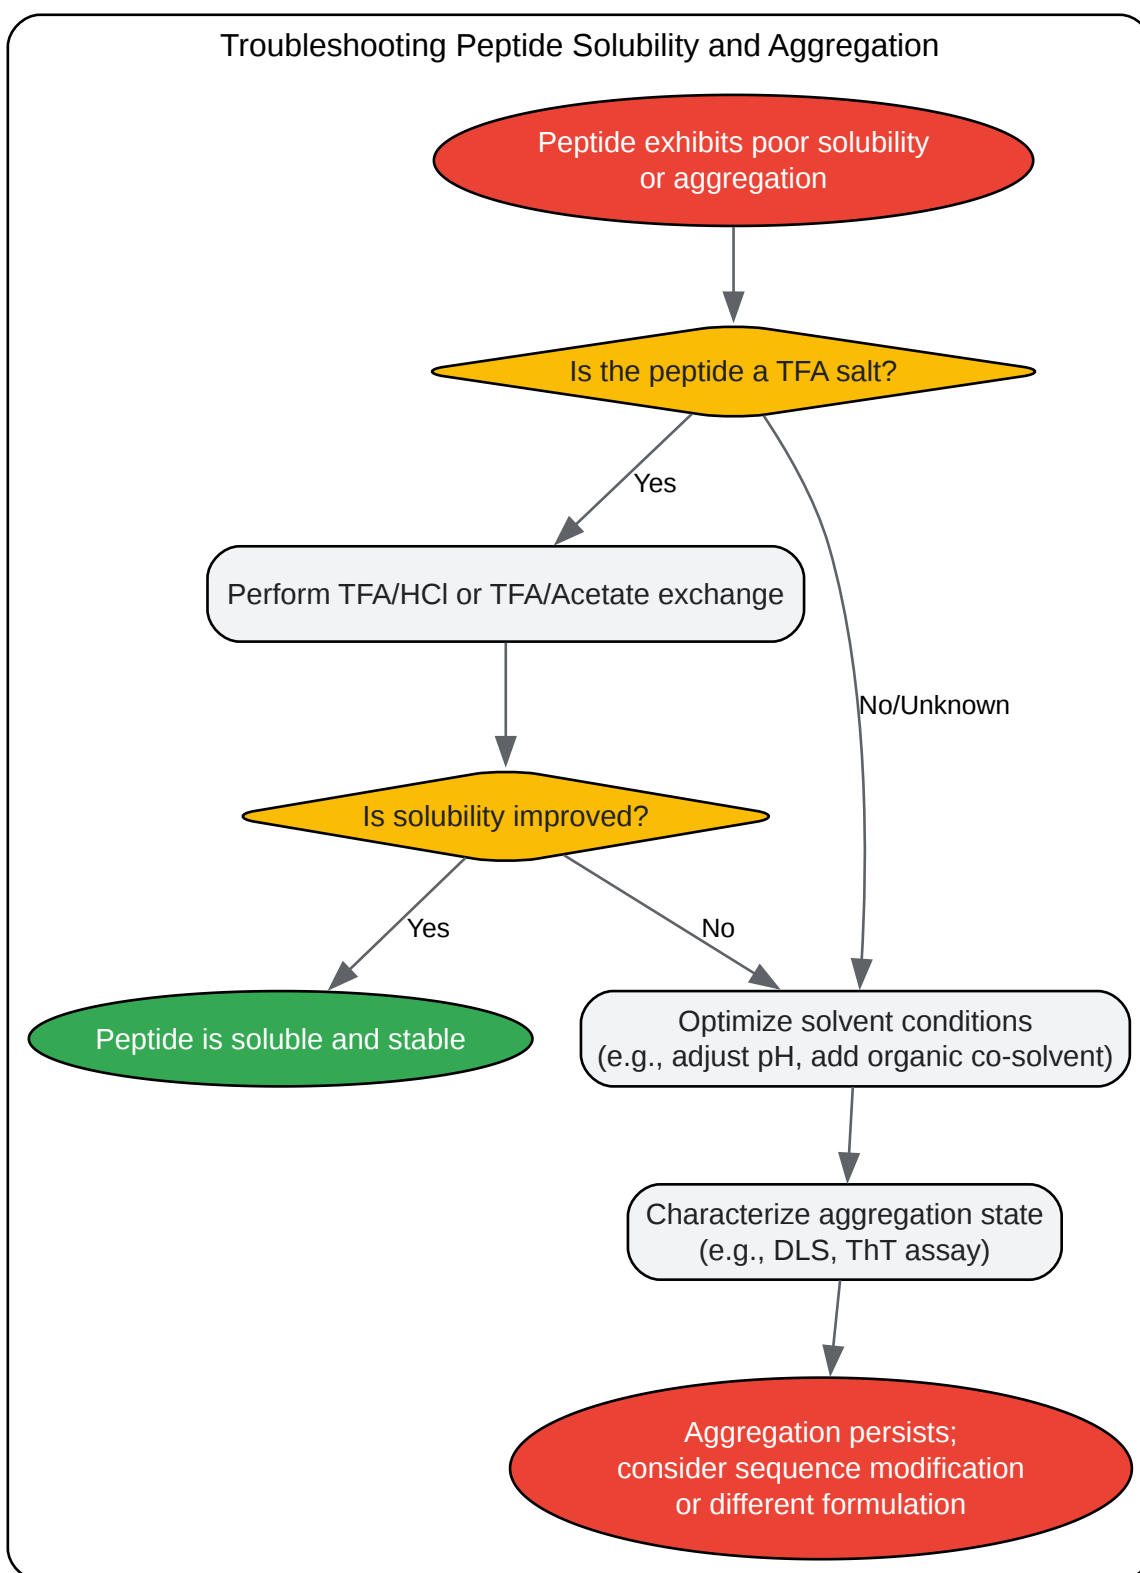 Troubleshooting Peptide Solubility and Aggregation
Peptide exhibits poor solubility
or aggregation
Is the peptide a TFA salt?
Yes
Perform TFA/HCl or TFA/Acetate exchange
No/Unknown
Is solubility improved?
Yes
No
Peptide is soluble and stable
Optimize solvent conditions
(e.g., adjust pH, add organic co-solvent)
Characterize aggregation state
(e.g., DLS, ThT assay)
Aggregation persists;
consider sequence modification
or different formulation